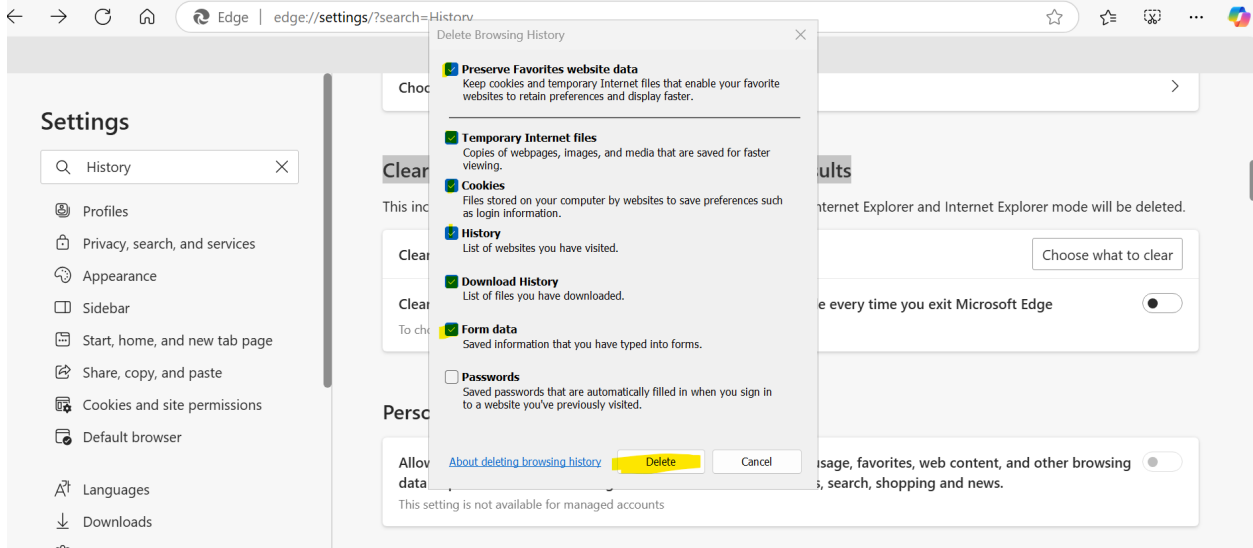 Edge
edge://settings/?search=History
Delete Browsing History
Preserve Favorites website data
Keep cookies and temporary Internet files that enable your favorite
websites to retain preferences and display faster.
Temporary Internet files
Copies of webpages, images, and media that are saved for faster
viewing.
Cookies
Files stored on your computer by websites to save preferences such
as login information.
History
List of websites you have visited.
Download History
List of files you have downloaded.
Form data
Saved information that you have typed into forms.
Passwords
Saved passwords that are automatically filled in when you sign in
to a website you've previously visited.
About deleting browsing history
Delete
Cancel
Settings
History
Profiles
Privacy, search, and services
Appearance
Sidebar
Start, home, and new tab page
Share, copy, and paste
Cookies and site permissions
Default browser
Languages
Downloads
Clear
This
Internet Explorer and Internet Explorer mode will be deleted.
Clear
Choose what to clear
Clear
every time you exit Microsoft Edge
To
usage, favorites, web content, and other browsing
data
search, shopping and news.
This setting is not available for managed accounts